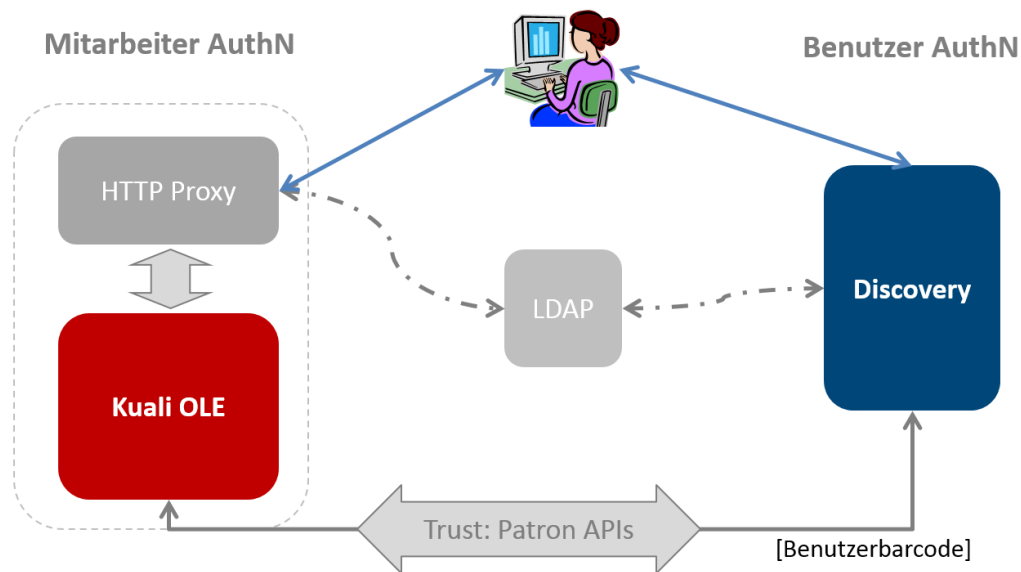 Mitarbeiter AuthN
Benutzer AuthN
HTTP Proxy
LDAP
Discovery
Kuali OLE
Trust: Patron APIs
[Benutzerbarcode]